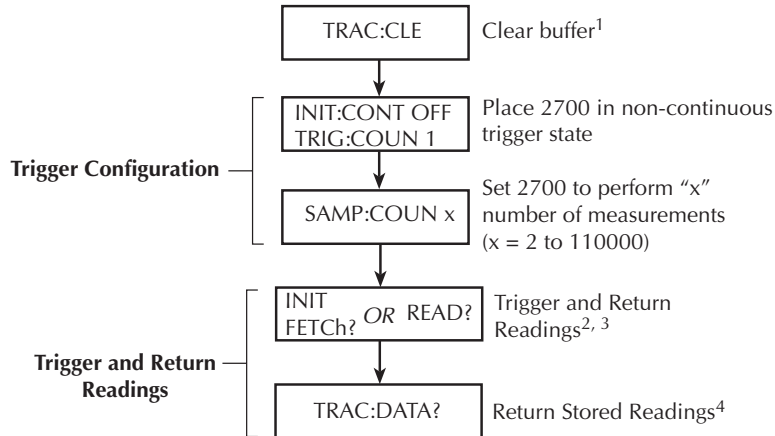 TRAC:CLE
Clear buffer1
Trigger Configuration
INIT:CONT OFF
TRIG:COUN 1
Place 2700 in non-continuous
trigger state
SAMP:COUN x
Set 2700 to perform “x”
number of measurements
(x = 2 to 110000)
Trigger and Return
Readings
INIT
FETCh?
OR
READ?
Trigger and Return
Readings2, 3
TRAC:DATA?
Return Stored Readings4